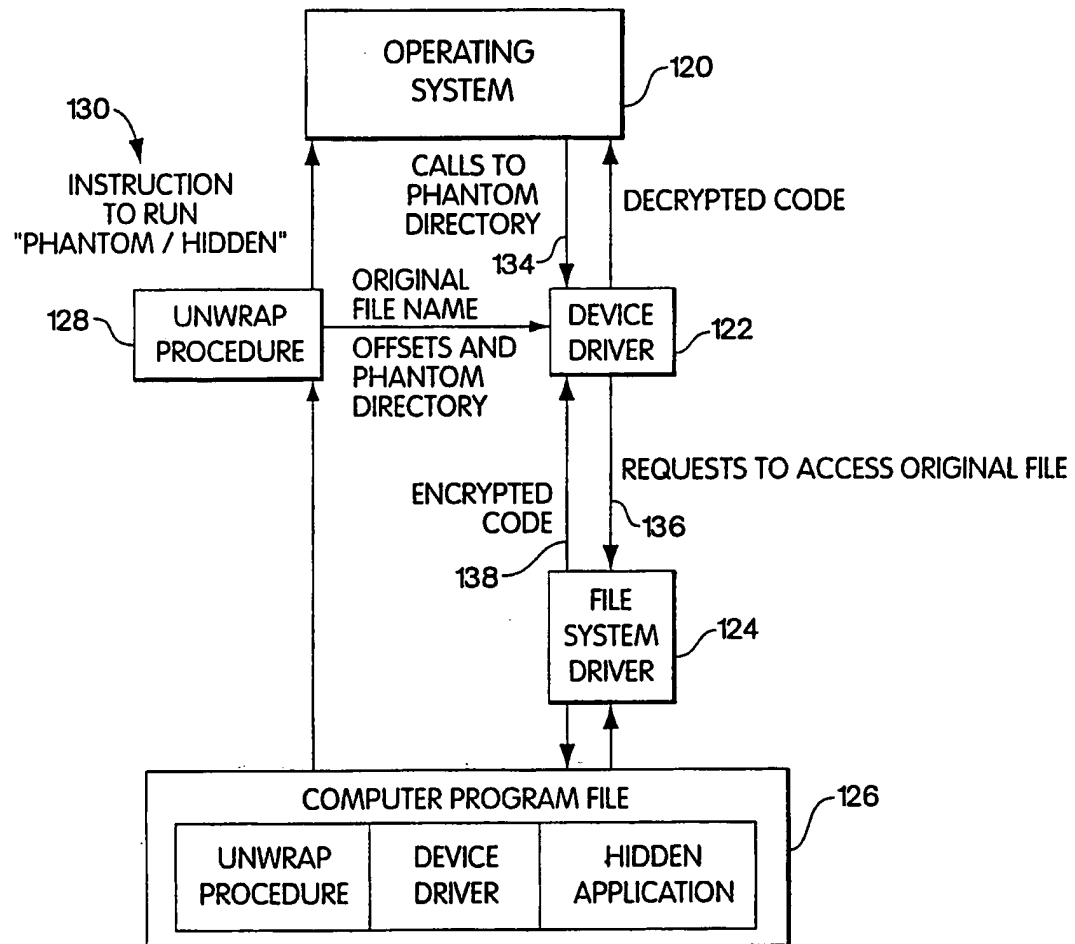 OPERATING
SYSTEM
120
130
INSTRUCTION
TO RUN
"PHANTOM / HIDDEN"
CALLS TO
PHANTOM
DIRECTORY
134
DECRYPTED CODE
128
UNWRAP
PROCEDURE
ORIGINAL
FILE NAME
OFFSETS AND
PHANTOM
DIRECTORY
DEVICE
DRIVER
122
ENCRYPTED
CODE
138
REQUESTS TO ACCESS ORIGINAL FILE
136
FILE
SYSTEM
DRIVER
124
COMPUTER PROGRAM FILE
126
UNWRAP
PROCEDURE
DEVICE
DRIVER
HIDDEN
APPLICATION